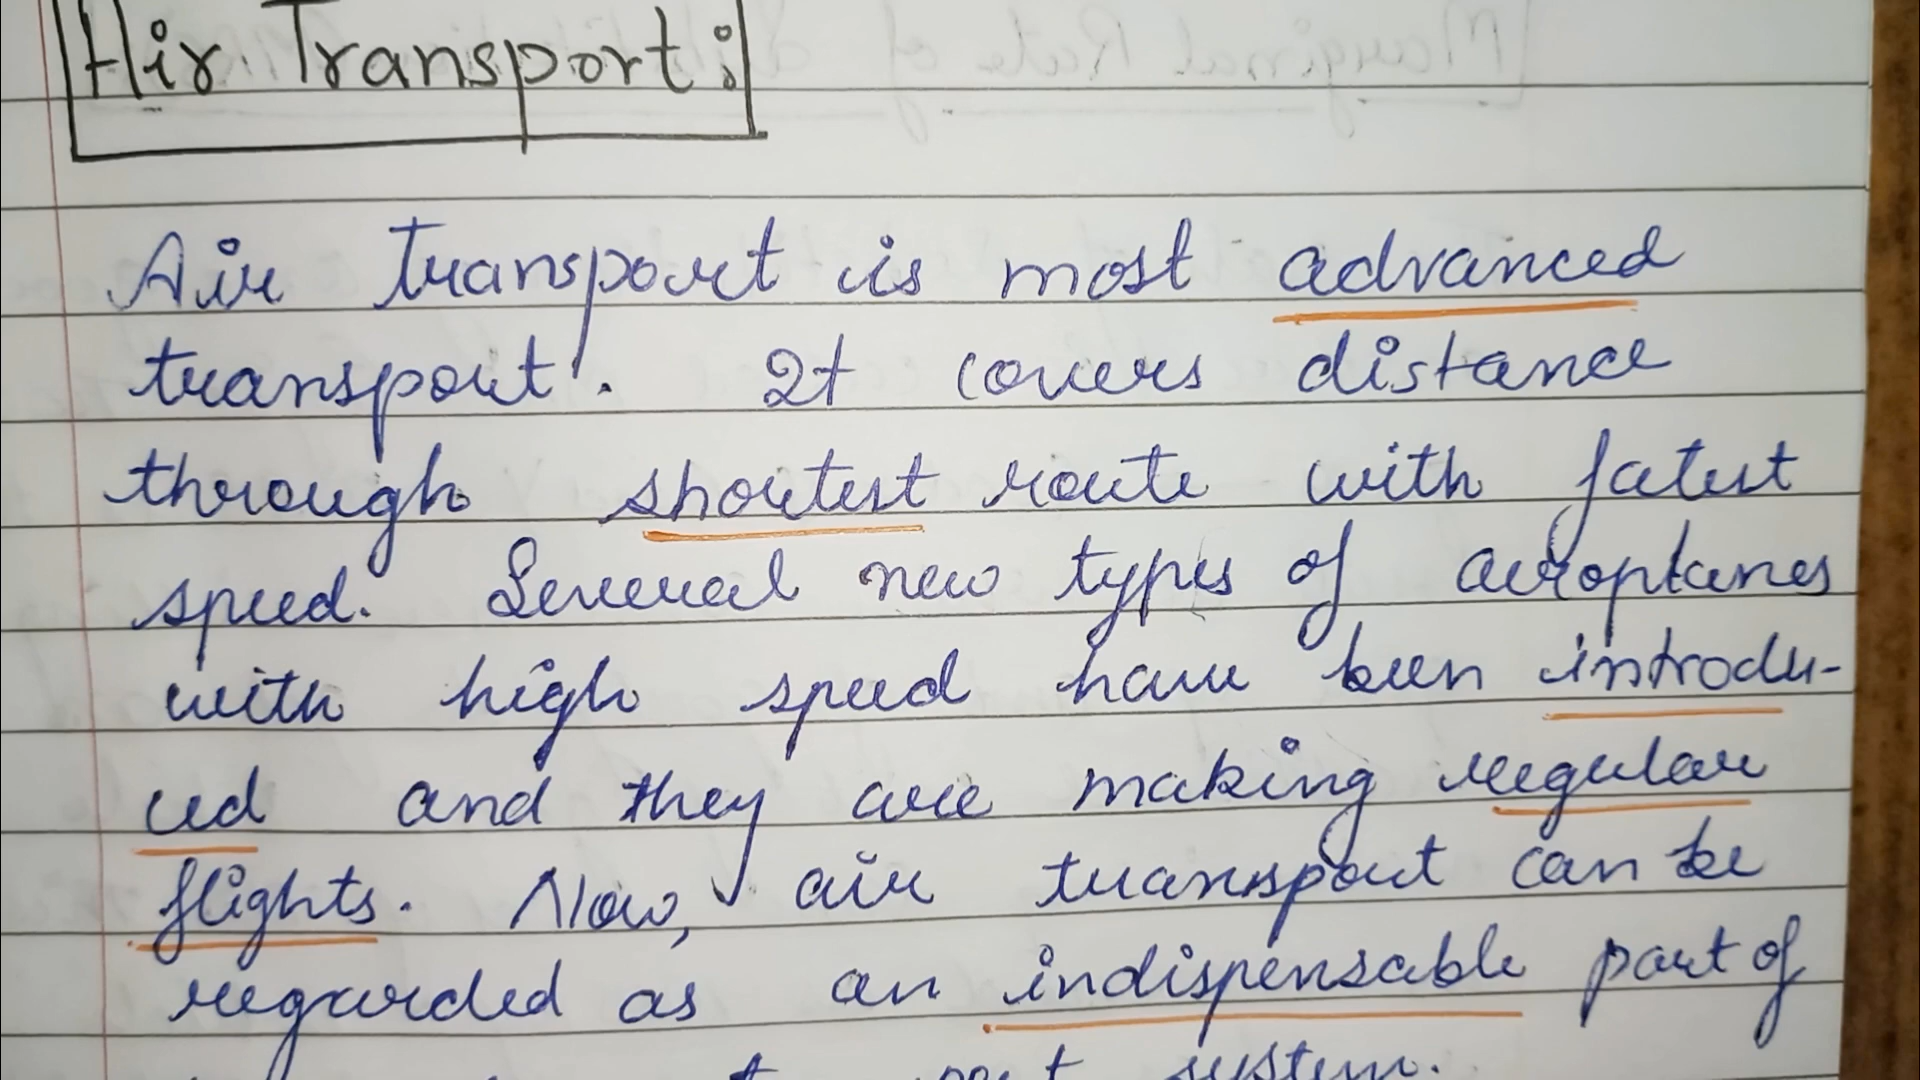 Air Transport:
Air transport is most advanced
transport. It covers distance
through shortest route with fatest
speed. Several new types of aeroplanes
with high speed have been introdu-
ced and they are making regular
flights. Now, air transport can be
regarded as an indispensable part of
system.